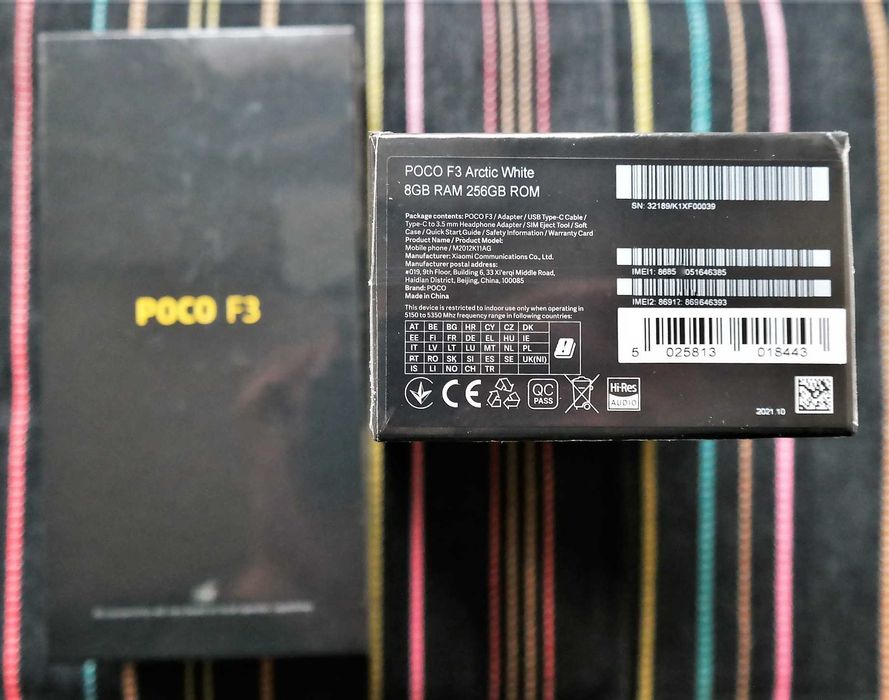 POCO F3
POCO F3 Arctic White
8GB RAM 256GB ROM
SN: 32189/K1XF00039
Package contents: POCO F3 / Adapter / USB Type-C Cable /
Type-C to 3.5 mm Headphone Adapter / SIM Eject Tool / Soft
Case / Quick Start Guide / Safety Information / Warranty Card
Product Name / Product Model:
Mobile phone / M2012K11AG
Manufacturer: Xiaomi Communications Co., Ltd.
Manufacturer postal address:
#019, 9th Floor, Building 6, 33 Xi'erqi Middle Road,
Haidian District, Beijing, China, 100085
Brand: POCO
Made in China
IMEI1: 8685 051646385
IMEI2: 86912 869646393
This device is restricted to indoor use only when operating in
5150 to 5350 Mhz frequency range in following countries:
AT BE BG HR CY CZ DK
EE FI FR DE EL HU IE
IT LV LT LU MT NL PL
PT RO SK SI ES SE UK(NI)
IS LI NO CH TR
5 025813 018443
CE
QC
PASS
Hi-Res
AUDIO
2021.10